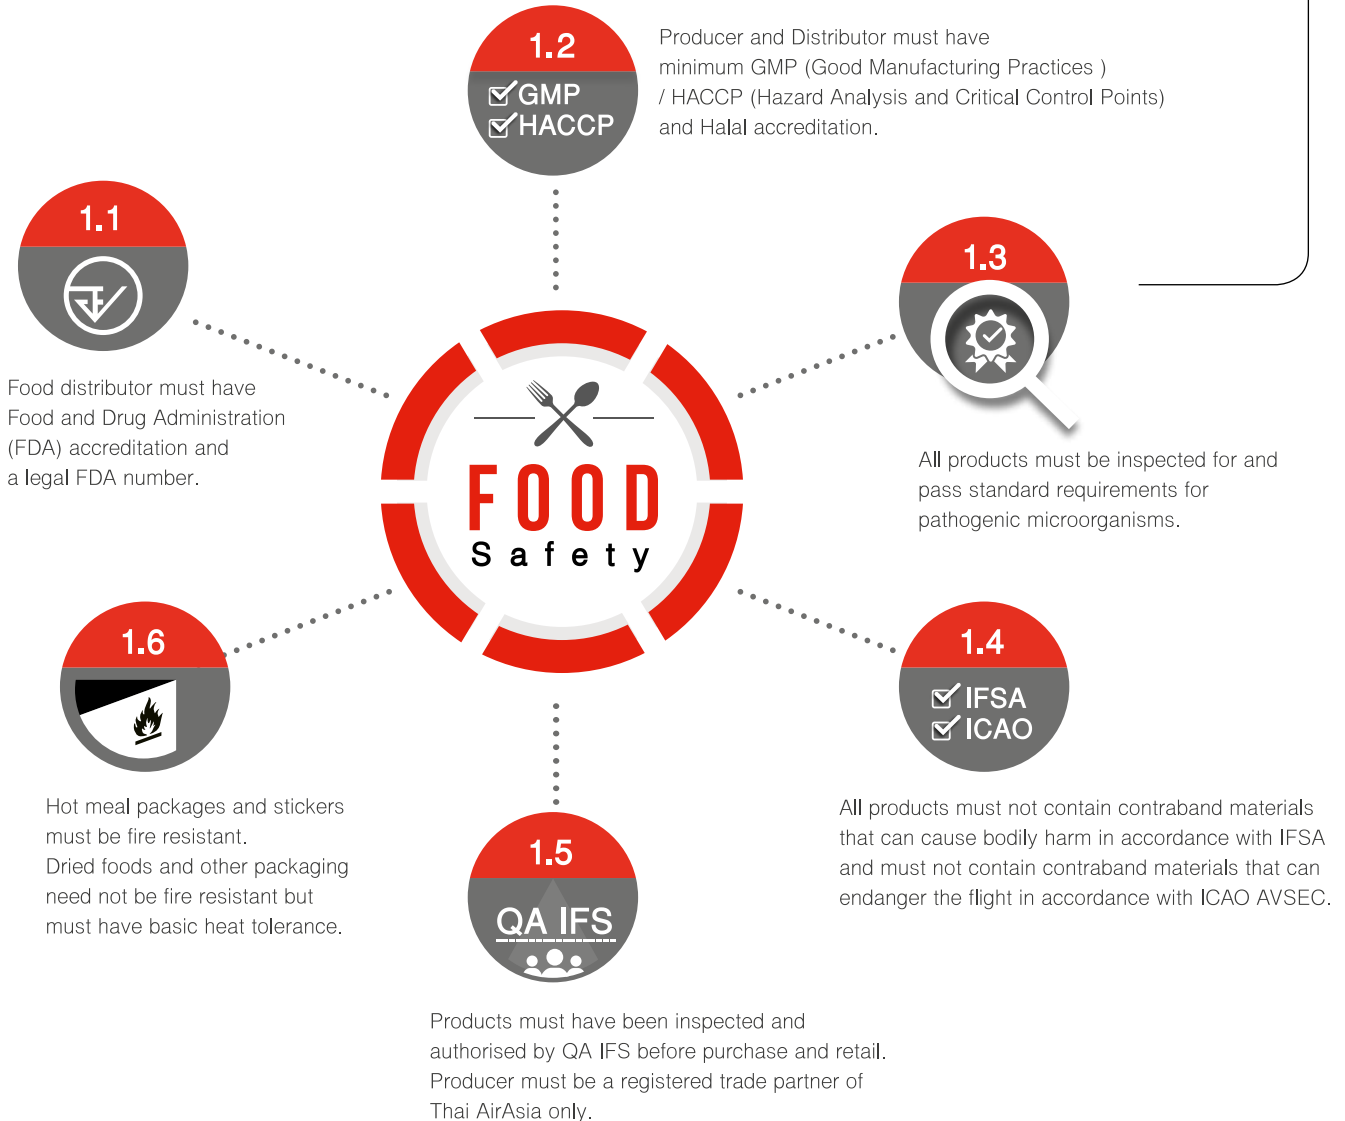 1.2
GMP
HACCP
Producer and Distributor must have
minimum GMP (Good Manufacturing Practices )
/ HACCP (Hazard Analysis and Critical Control Points)
and Halal accreditation.
1.1
อย
Food distributor must have
Food and Drug Administration
(FDA) accreditation and
a legal FDA number.
1.3
All products must be inspected for and
pass standard requirements for
pathogenic microorganisms.
FOOD
Safety
1.6
Hot meal packages and stickers
must be fire resistant.
Dried foods and other packaging
need not be fire resistant but
must have basic heat tolerance.
1.4
IFSA
ICAO
All products must not contain contraband materials
that can cause bodily harm in accordance with IFSA
and must not contain contraband materials that can
endanger the flight in accordance with ICAO AVSEC.
1.5
QA IFS
Products must have been inspected and
authorised by QA IFS before purchase and retail.
Producer must be a registered trade partner of
Thai AirAsia only.